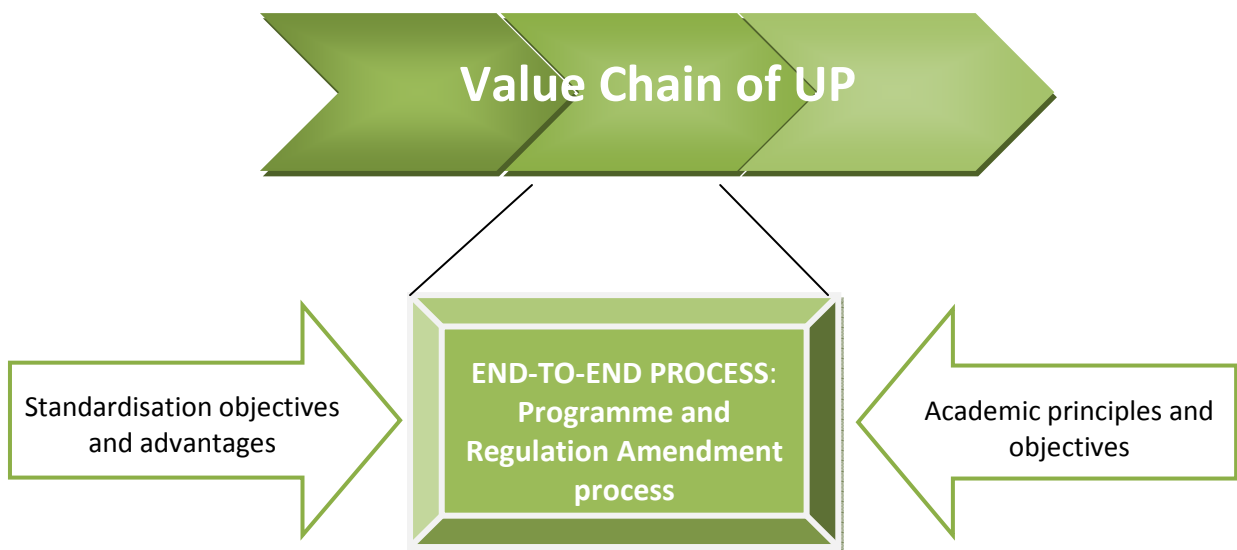 Value Chain of UP
Standardisation objectives
and advantages
END-TO-END PROCESS:
Programme and
Regulation Amendment
process
Academic principles and
objectives